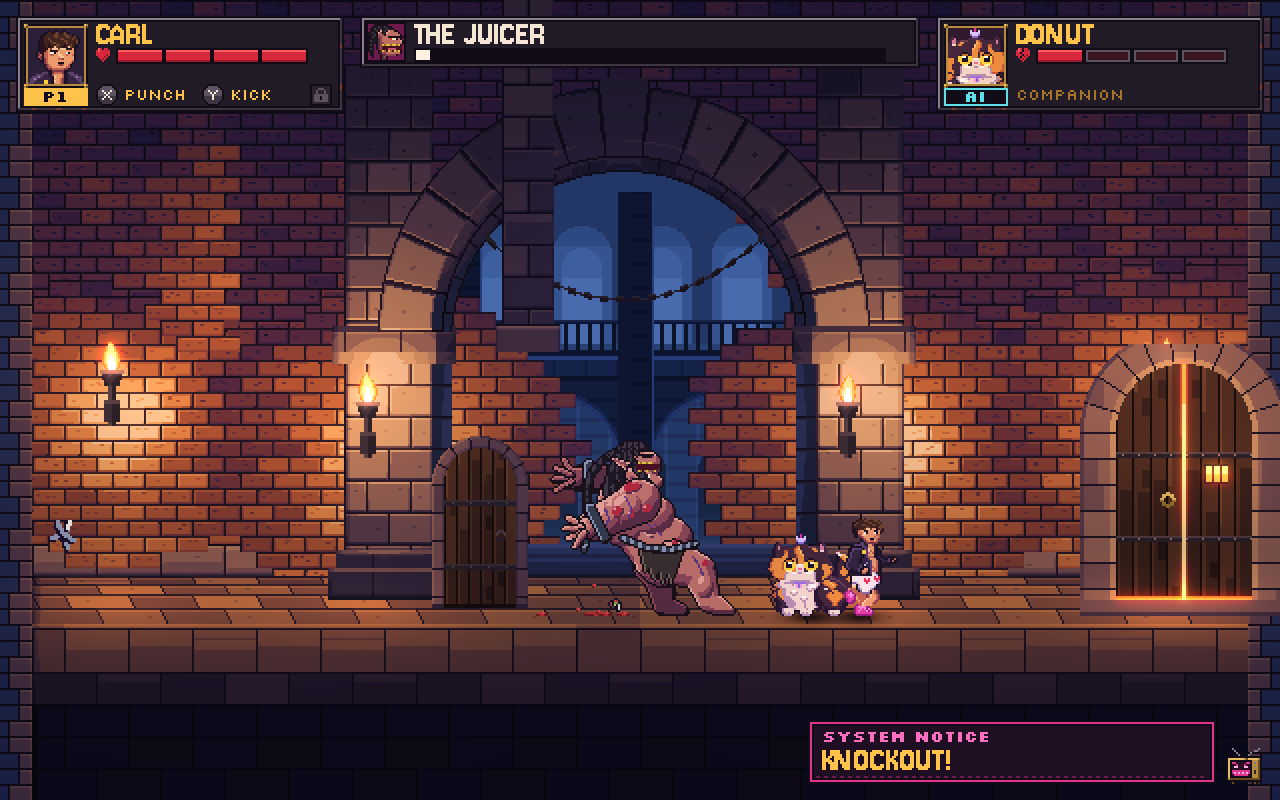 CARL
P1
X PUNCH Y KICK
THE JUICER
DONUT
AI
COMPANION
SYSTEM NOTICE
KNOCKOUT!